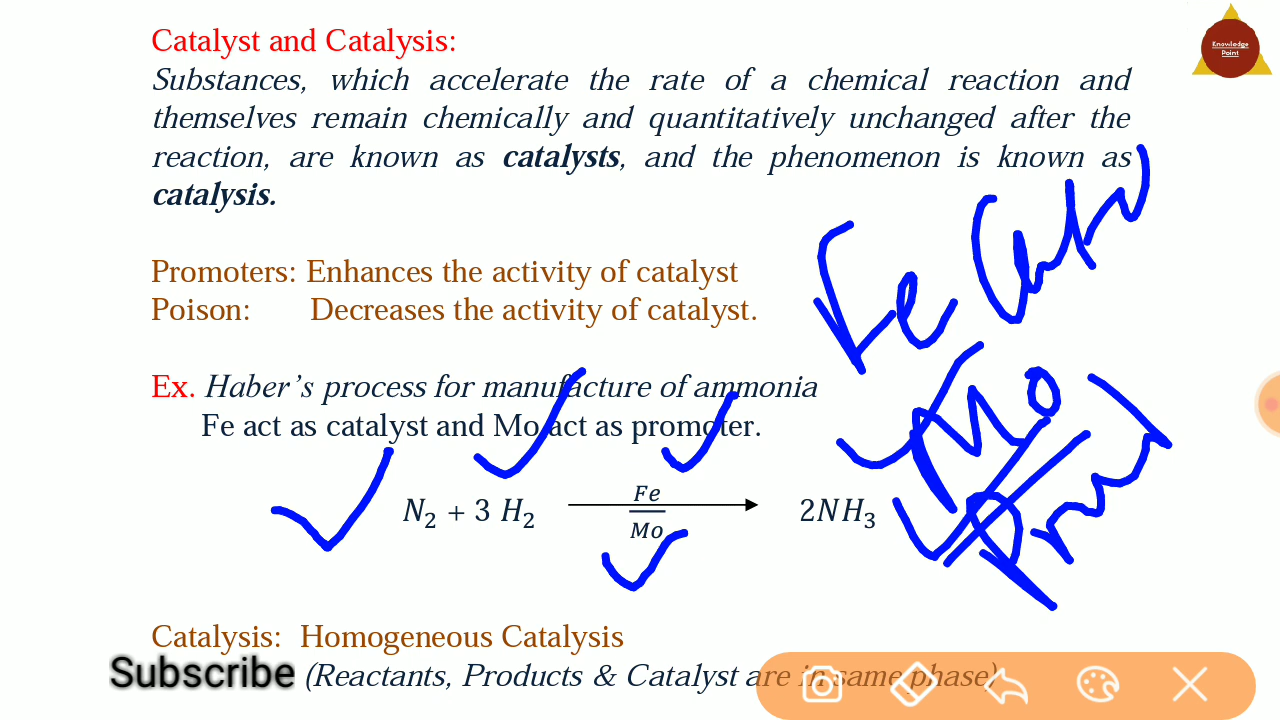 Catalyst and Catalysis:
Knowledge
Point
Substances, which accelerate the rate of a chemical reaction and
themselves remain chemically and quantitatively unchanged after the
reaction, are known as catalysts, and the phenomenon is known as
catalysis.
Promoters: Enhances the activity of catalyst
Poison: Decreases the activity of catalyst.
Fe
Ex. Haber's process for manufacture of ammonia
Mo
Fe act as catalyst and Mo act as promoter.
N₂ + 3 H₂ Fe/Mo → 2NH₃
Catalysis: Homogeneous Catalysis
Subscribe (Reactants, Products & Catalyst are in same phase)